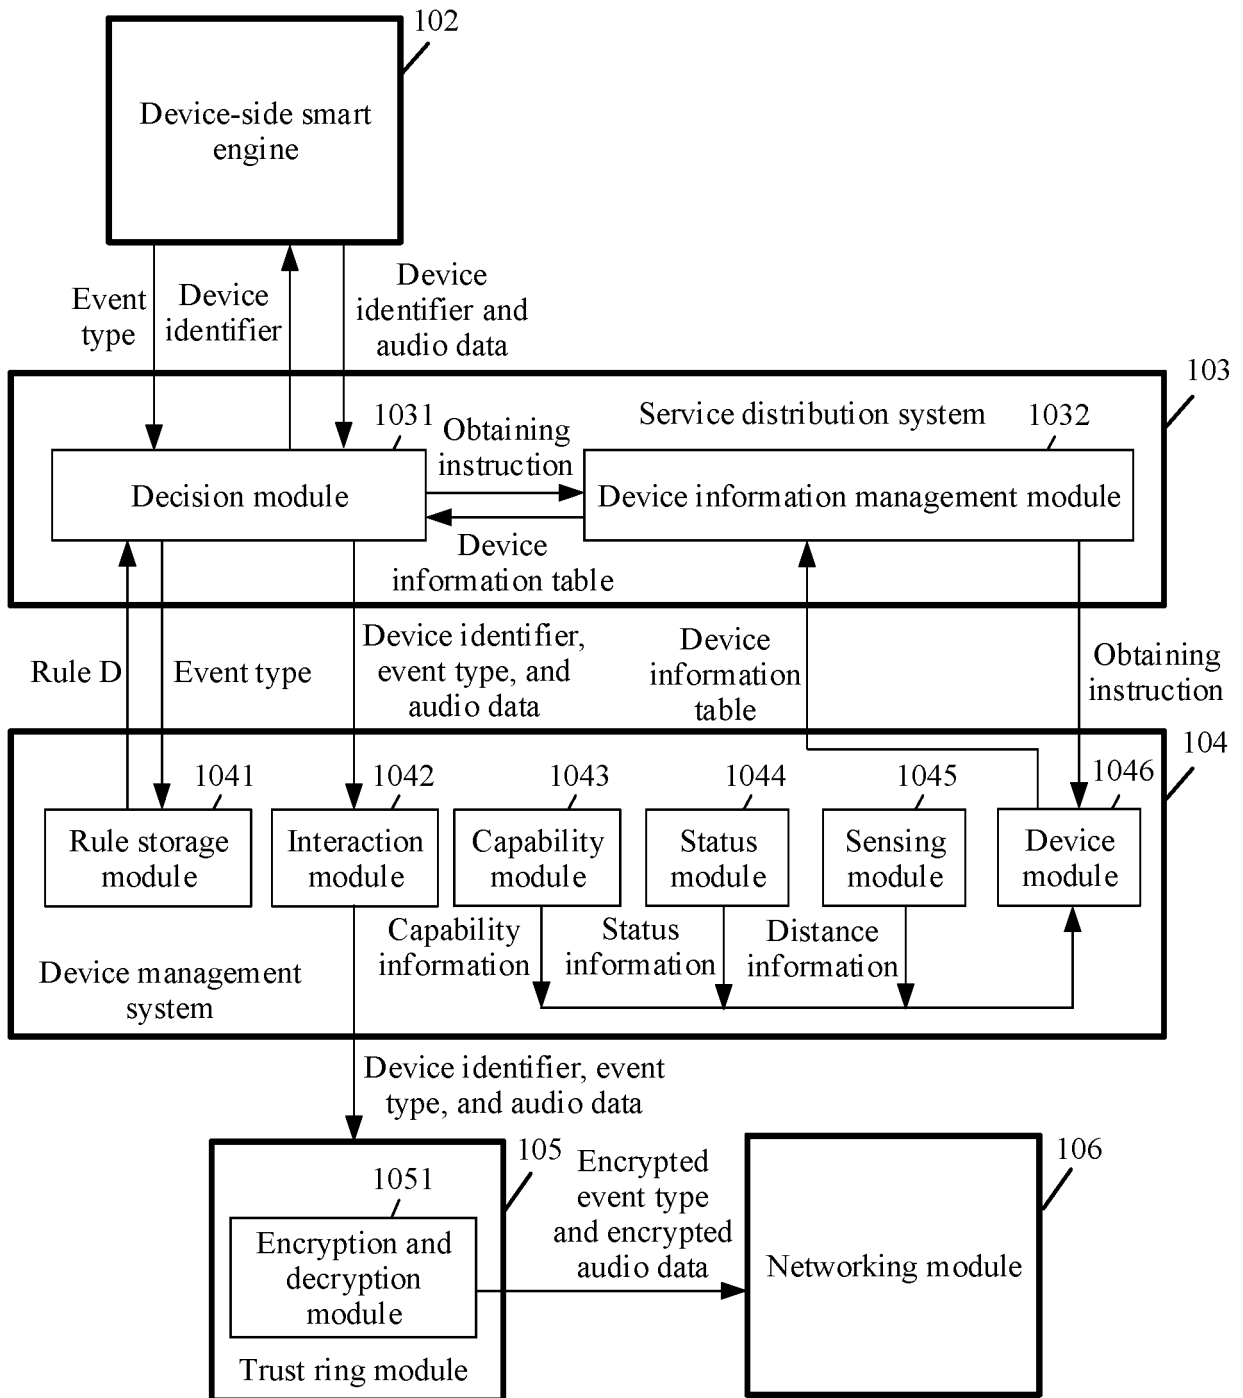 102
Device-side smart
engine
Event
type
Device
identifier
Device
identifier and
audio data
103
1031
Obtaining
instruction
Service distribution system
1032
Decision module
Device information management module
Device
information table
Rule D
Event type
Device identifier,
event type, and
audio data
Device
information
table
Obtaining
instruction
104
1041
1042
1043
1044
1045
1046
Rule storage
module
Interaction
module
Capability
module
Status
module
Sensing
module
Device
module
Capability
information
Status
information
Distance
information
Device management
system
Device identifier, event
type, and audio data
105
1051
Encryption and
decryption
module
Trust ring module
Encrypted
event type
and encrypted
audio data
106
Networking module